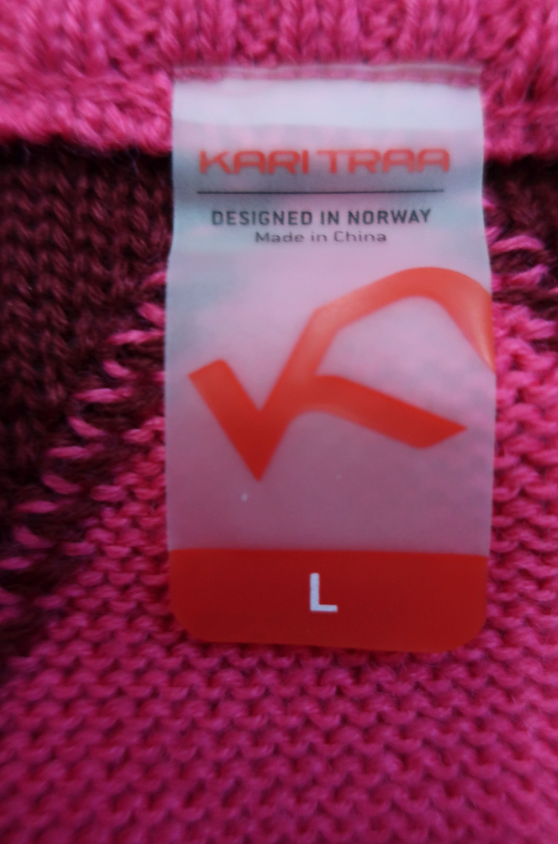 KARI TRAA
DESIGNED IN NORWAY
Made in China
L